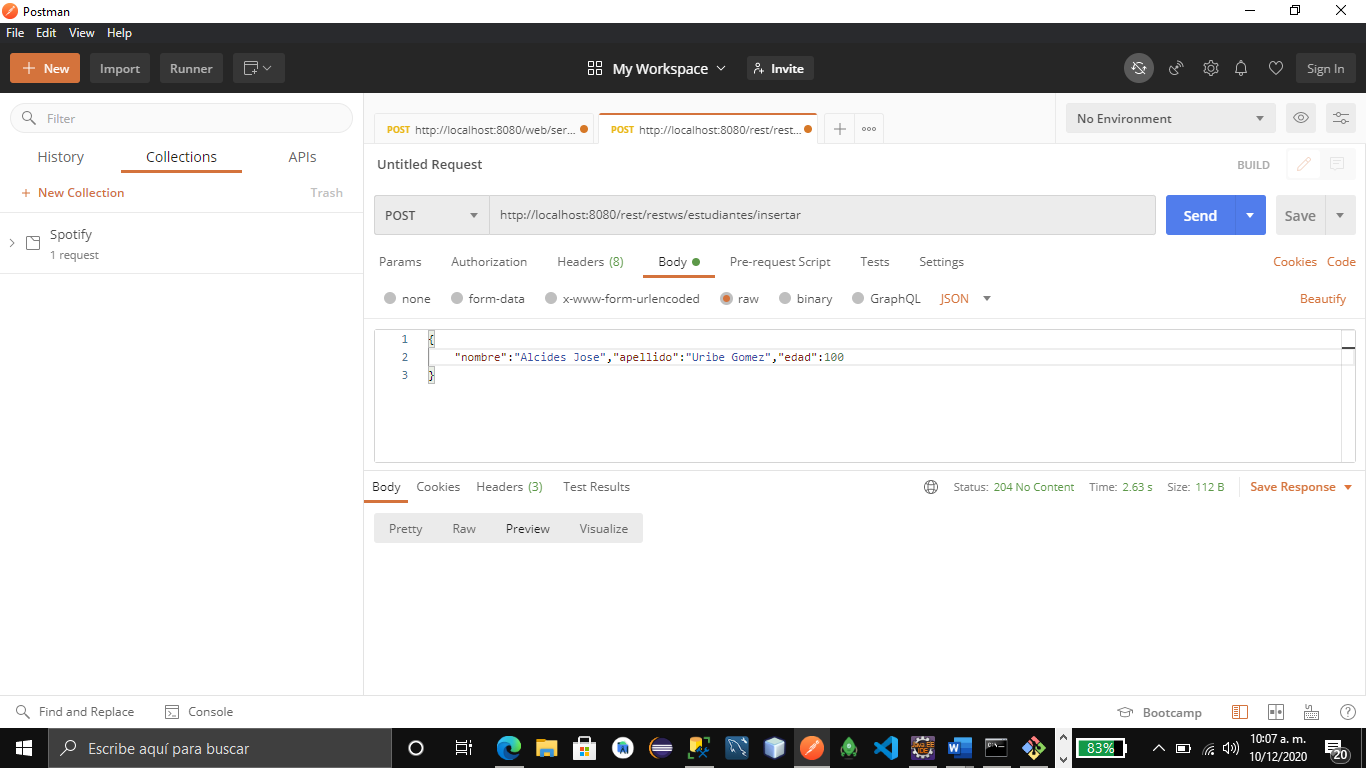 Postman
File Edit View Help
New Import Runner My Workspace Invite Sign In
Filter
History Collections APIs
+ New Collection Trash
Spotify
1 request
POST http://localhost:8080/web/ser... POST http://localhost:8080/rest/rest... No Environment
Untitled Request BUILD
POST http://localhost:8080/rest/restws/estudiantes/insertar Send Save
Params Authorization Headers (8) Body Pre-request Script Tests Settings Cookies Code
none form-data x-www-form-urlencoded raw binary GraphQL JSON Beautify
1 {
2 "nombre":"Alcides Jose","apellido":"Uribe Gomez","edad":100
3 }
Body Cookies Headers (3) Test Results Status: 204 No Content Time: 2.63 s Size: 112 B Save Response
Pretty Raw Preview Visualize
Find and Replace Console Bootcamp
Escribe aquí para buscar
83%
10:07 a. m.
10/12/2020
20